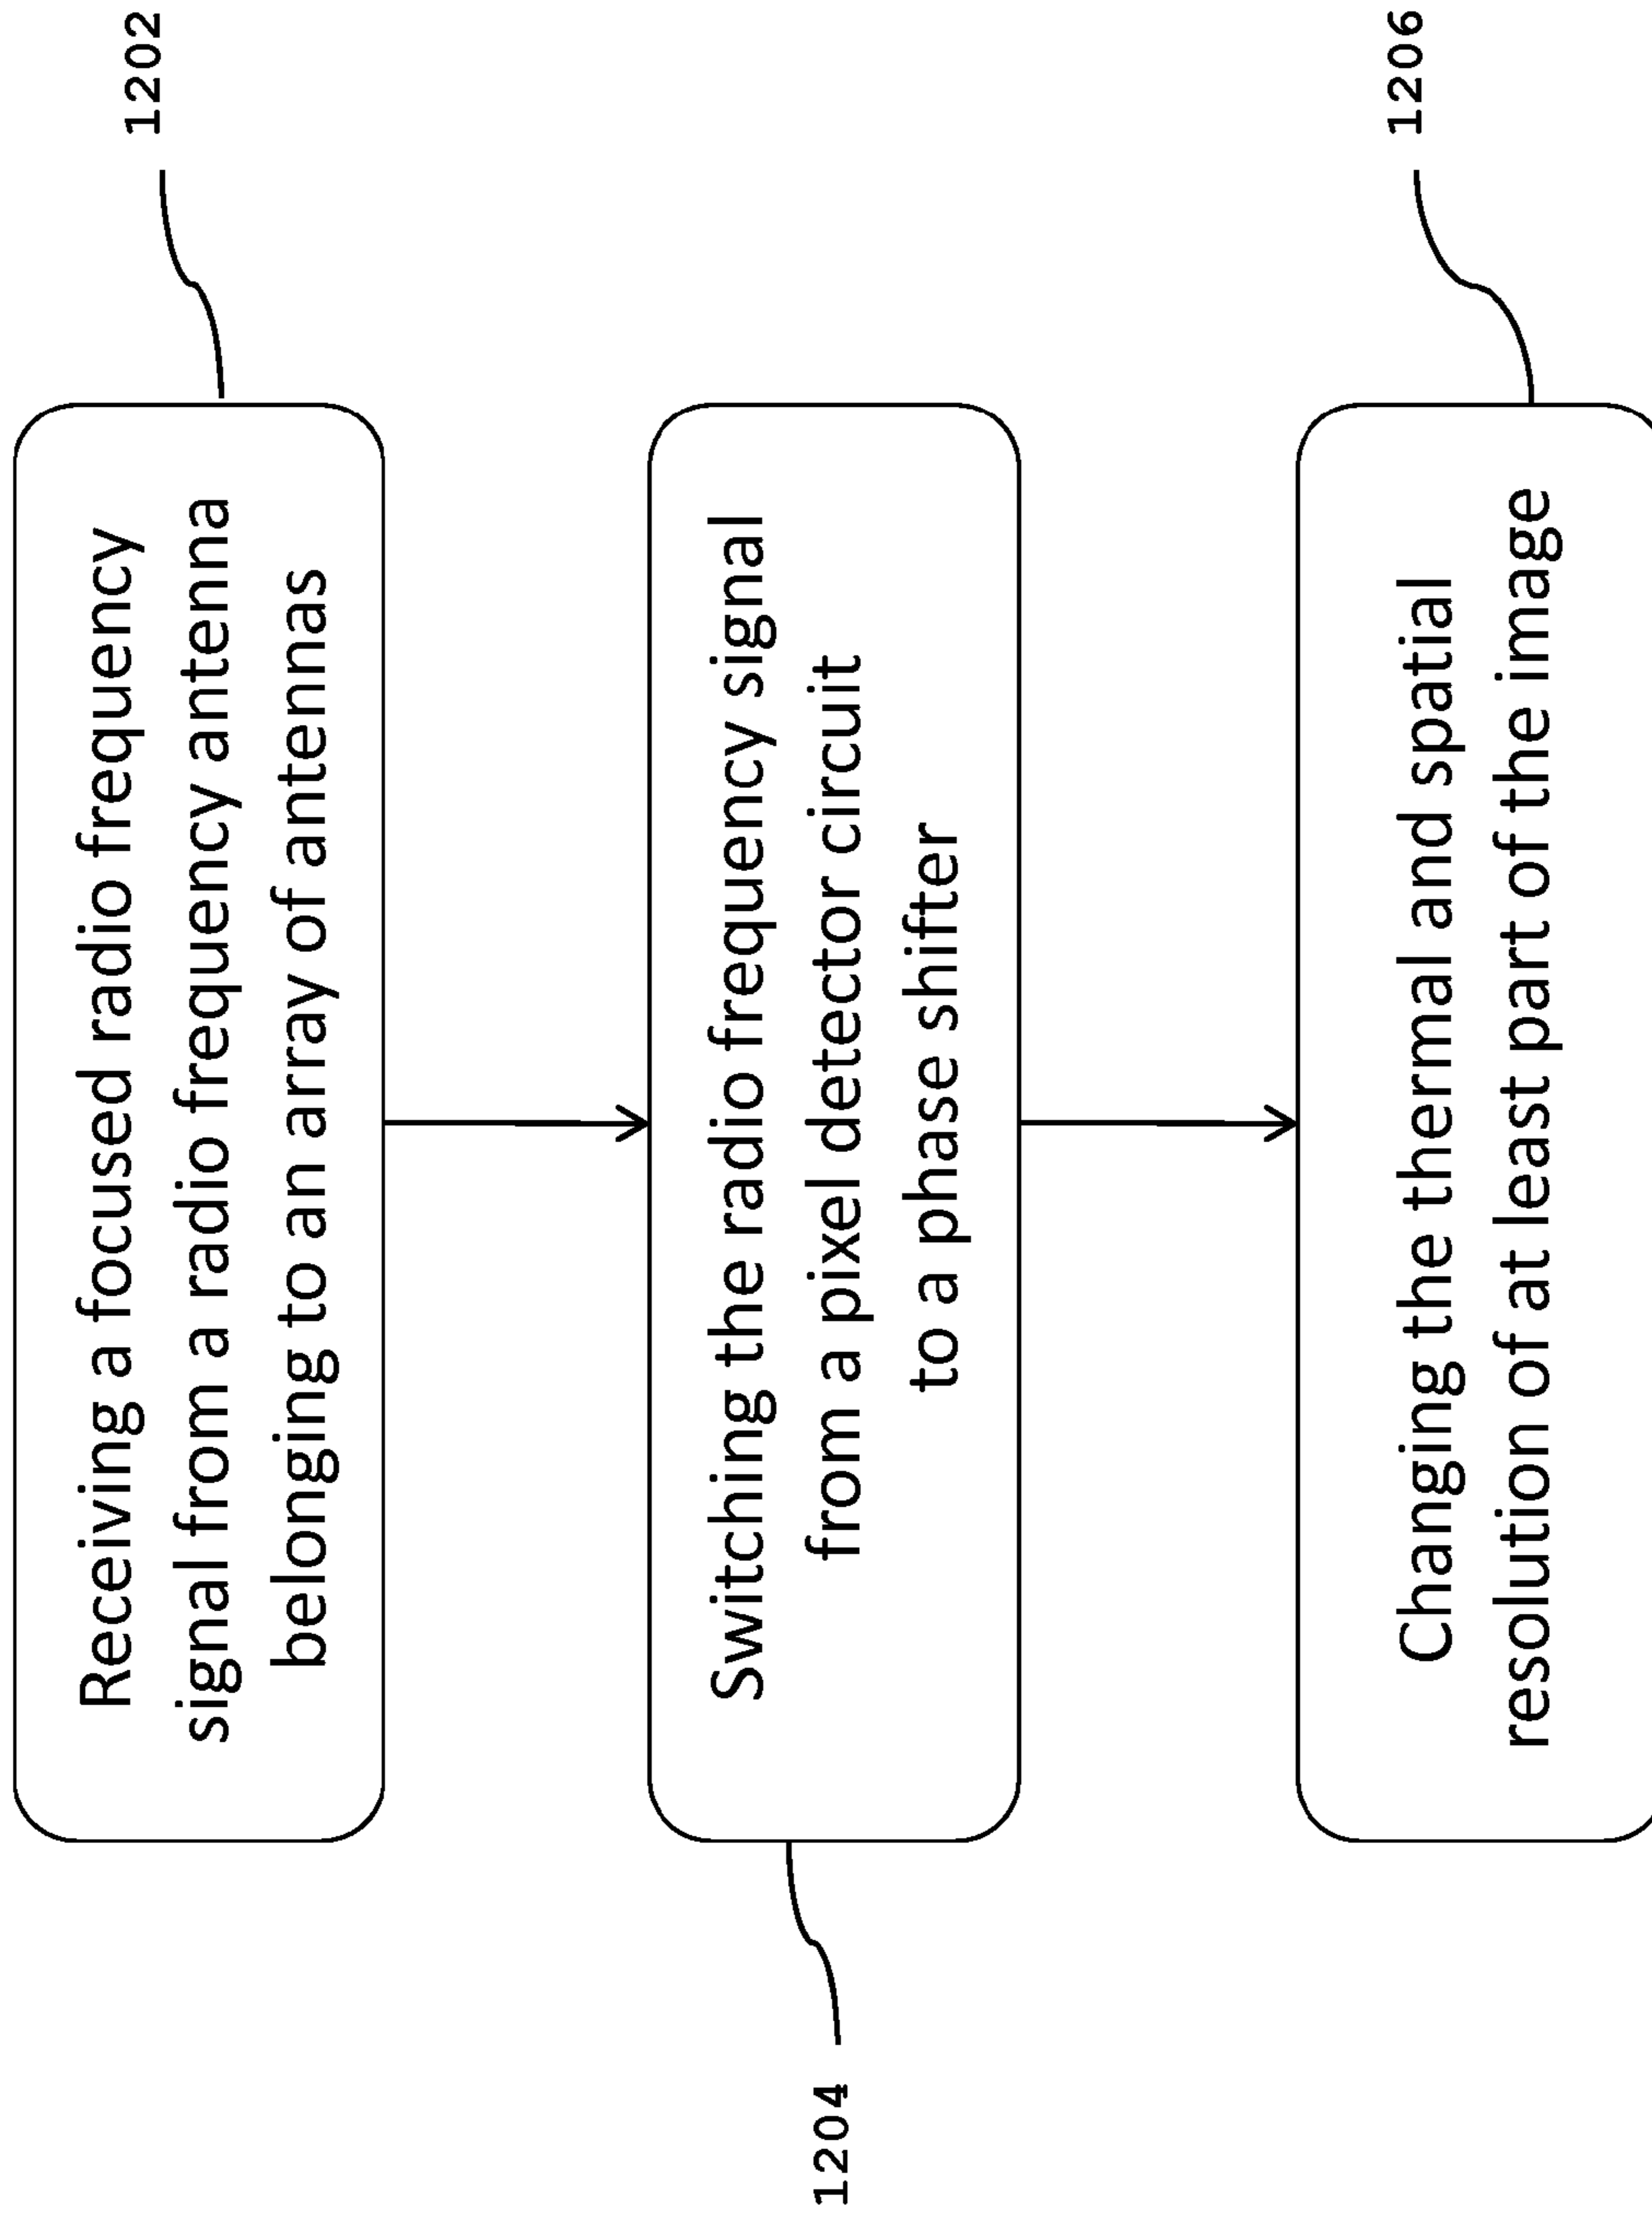 Receiving a focused radio frequency
signal from a radio frequency antenna
belonging to an array of antennas
1202
Switching the radio frequency signal
from a pixel detector circuit
to a phase shifter
1204
Changing the thermal and spatial
resolution of at least part of the image
1206